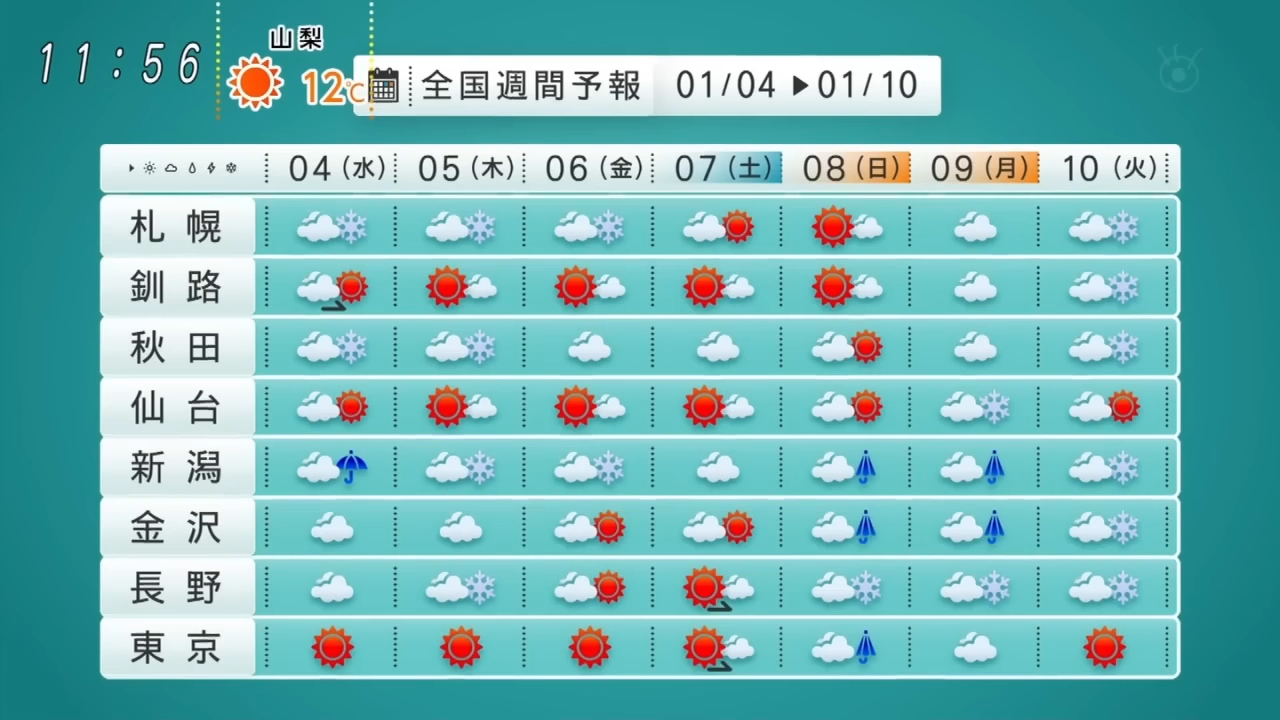 山梨
11:56
12℃
全国週間予報 01/04 ▶ 01/10
04(水) 05(木) 06(金) 07(土) 08(日) 09(月) 10(火)
札幌
釧路
秋田
仙台
新潟
金沢
長野
東京